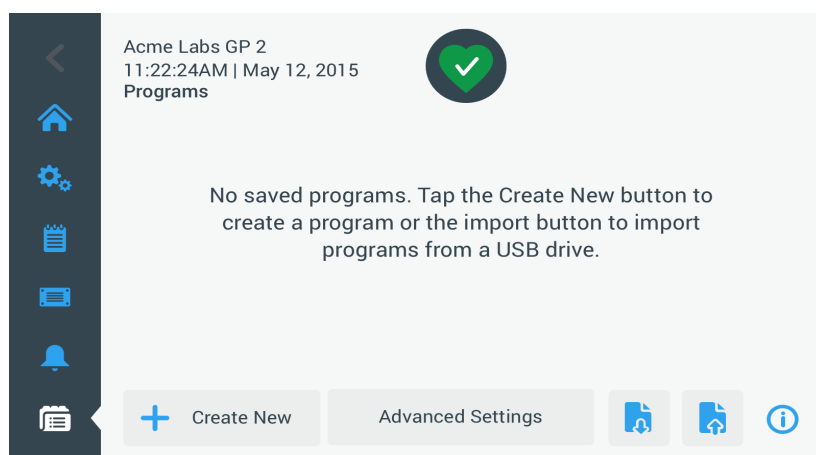 Acme Labs GP 2
11:22:24AM | May 12, 2015
Programs
No saved programs. Tap the Create New button to
create a program or the import button to import
programs from a USB drive.
Create New
Advanced Settings